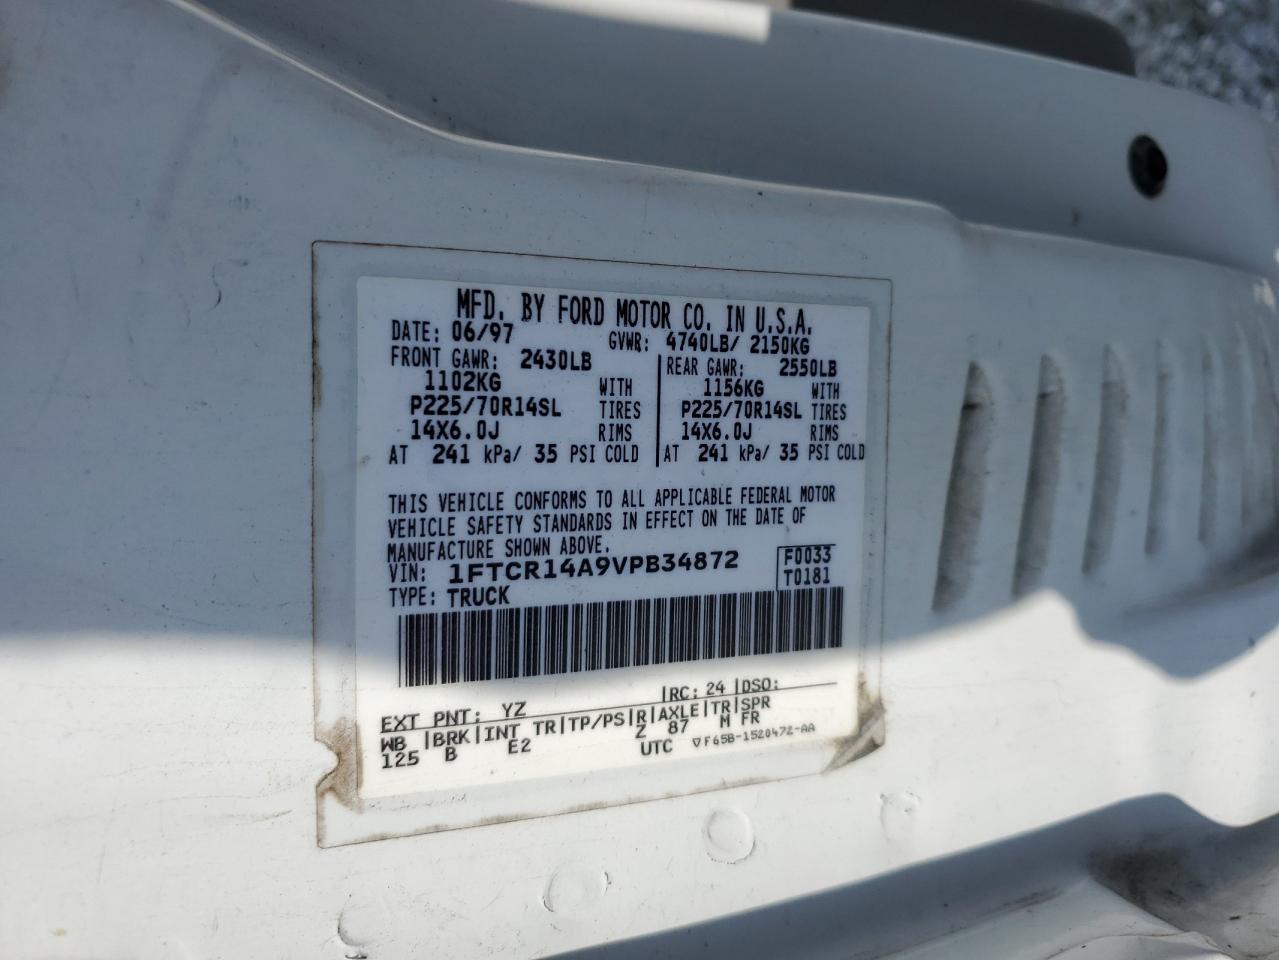 MFD. BY FORD MOTOR CO. IN U.S.A.
DATE: 06/97 GVWR: 4740LB/ 2150KG
FRONT GAWR: 2430LB REAR GAWR: 2550LB
1102KG WITH 1156KG WITH
P225/70R14SL TIRES P225/70R14SL TIRES
14X6.0J RIMS 14X6.0J RIMS
AT 241 kPa/ 35 PSI COLD AT 241 kPa/ 35 PSI COLD
THIS VEHICLE CONFORMS TO ALL APPLICABLE FEDERAL MOTOR
VEHICLE SAFETY STANDARDS IN EFFECT ON THE DATE OF
MANUFACTURE SHOWN ABOVE.
VIN: 1FTCR14A9VPB34872 F0033
TYPE: TRUCK T0181
EXT PNT: YZ RC: 24 DSO:
WB BRK INT TR TP/PS R AXLE TR SPR
125 B E2 Z 87 M FR
UTC ▽F65B-1520472-AA